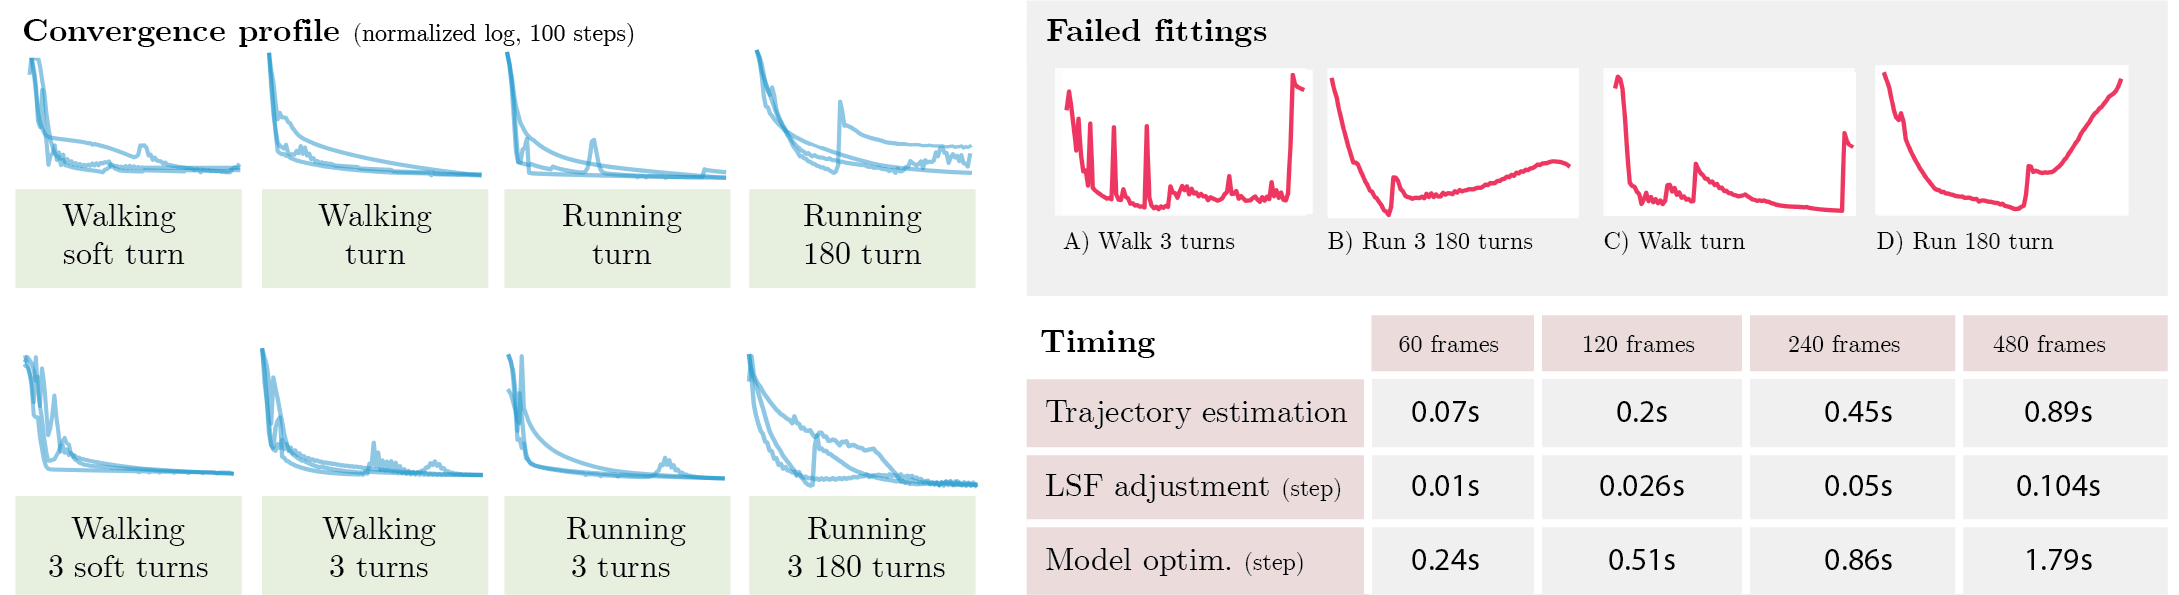 Convergence profile (normalized log, 100 steps)
Walking
soft turn
Walking
turn
Running
turn
Running
180 turn
Walking
3 soft turns
Walking
3 turns
Running
3 turns
Running
3 180 turns
Failed fittings
A) Walk 3 turns
B) Run 3 180 turns
C) Walk turn
D) Run 180 turn
Timing 60 frames 120 frames 240 frames 480 frames
Trajectory estimation 0.07s 0.2s 0.45s 0.89s
LSF adjustment (step) 0.01s 0.026s 0.05s 0.104s
Model optim. (step) 0.24s 0.51s 0.86s 1.79s